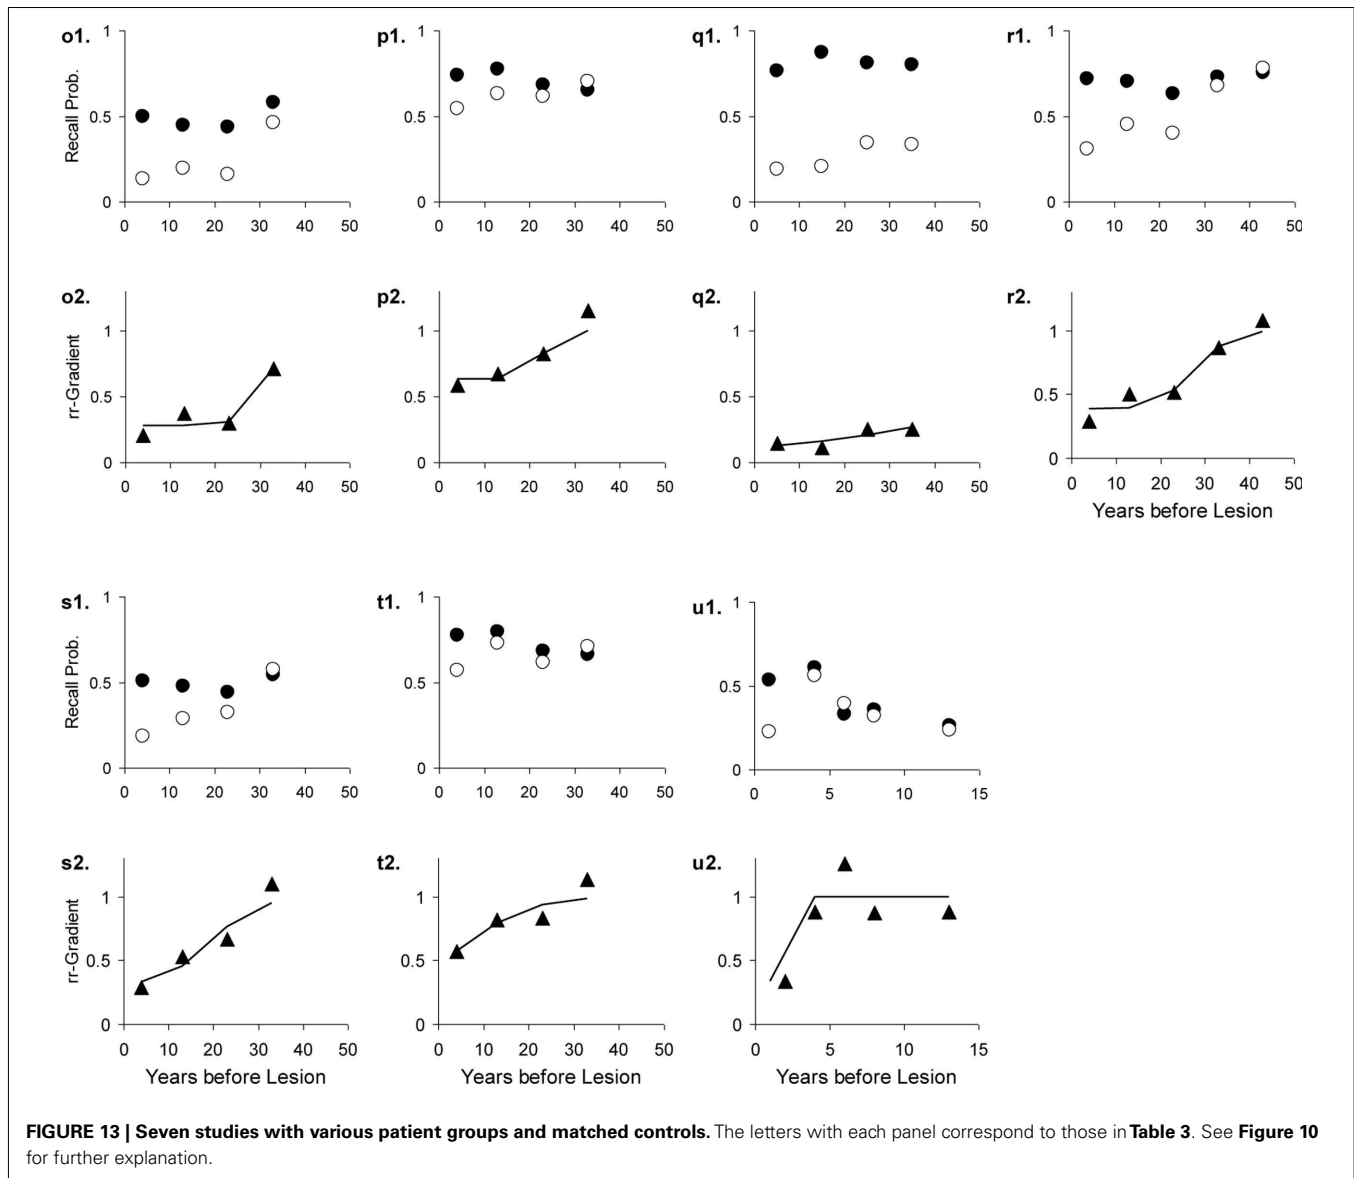 o1. p1. q1. r1.
Recall Prob.
1 1 1 1
0.5 0.5 0.5 0.5
0 0 0 0
0 10 20 30 40 50 0 10 20 30 40 50 0 10 20 30 40 50 0 10 20 30 40 50
o2. p2. q2. r2.
rr-Gradient
1 1 1 1
0.5 0.5 0.5 0.5
0 0 0 0
0 10 20 30 40 50 0 10 20 30 40 50 0 10 20 30 40 50 0 10 20 30 40 50
Years before Lesion
s1. t1. u1.
Recall Prob.
1 1 1
0.5 0.5 0.5
0 0 0
0 10 20 30 40 50 0 10 20 30 40 50 0 5 10 15
s2. t2. u2.
rr-Gradient
1 1 1
0.5 0.5 0.5
0 0 0
0 10 20 30 40 50 0 10 20 30 40 50 0 5 10 15
Years before Lesion Years before Lesion Years before Lesion
FIGURE 13 | Seven studies with various patient groups and matched controls. The letters with each panel correspond to those in Table 3. See Figure 10
for further explanation.